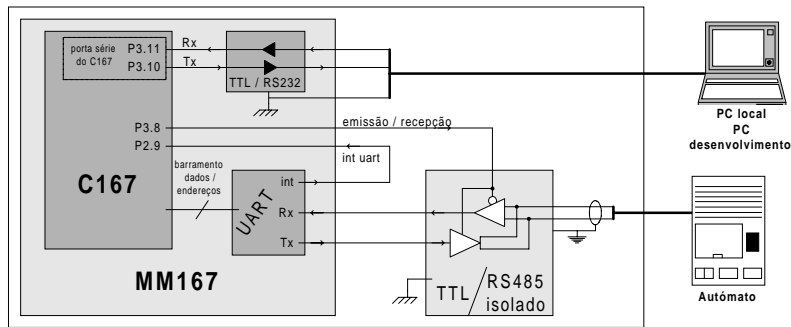 porta série
do C167
P3.11
P3.10
Rx
Tx
TTL / RS232
PC local
PC
desenvolvimento
P3.8
emissão / recepção
P2.9
int uart
barramento
dados /
endereços
C167
UART
int
Rx
Tx
MM167
TTL/RS485
isolado
Autómato